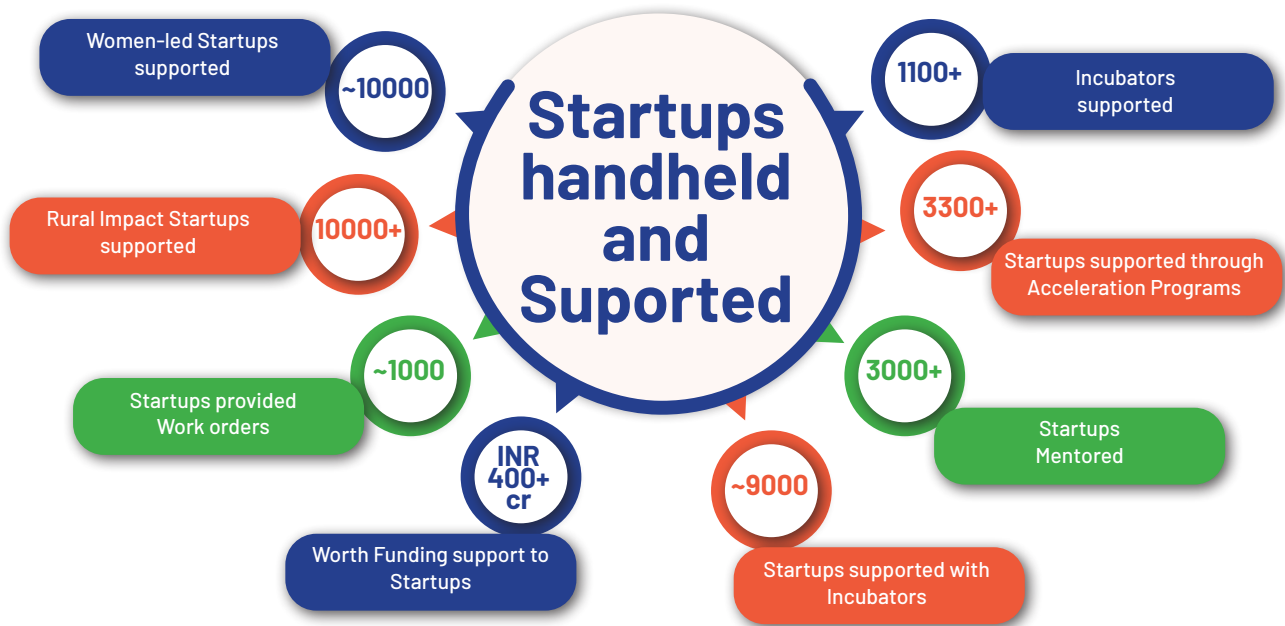 Startups
handheld
and
Suported
Women-led Startups
supported
~10000
Rural Impact Startups
supported
10000+
Startups provided
Work orders
~1000
INR
400+
cr
Worth Funding support to
Startups
1100+
Incubators
supported
3300+
Startups supported through
Acceleration Programs
3000+
Startups
Mentored
~9000
Startups supported with
Incubators